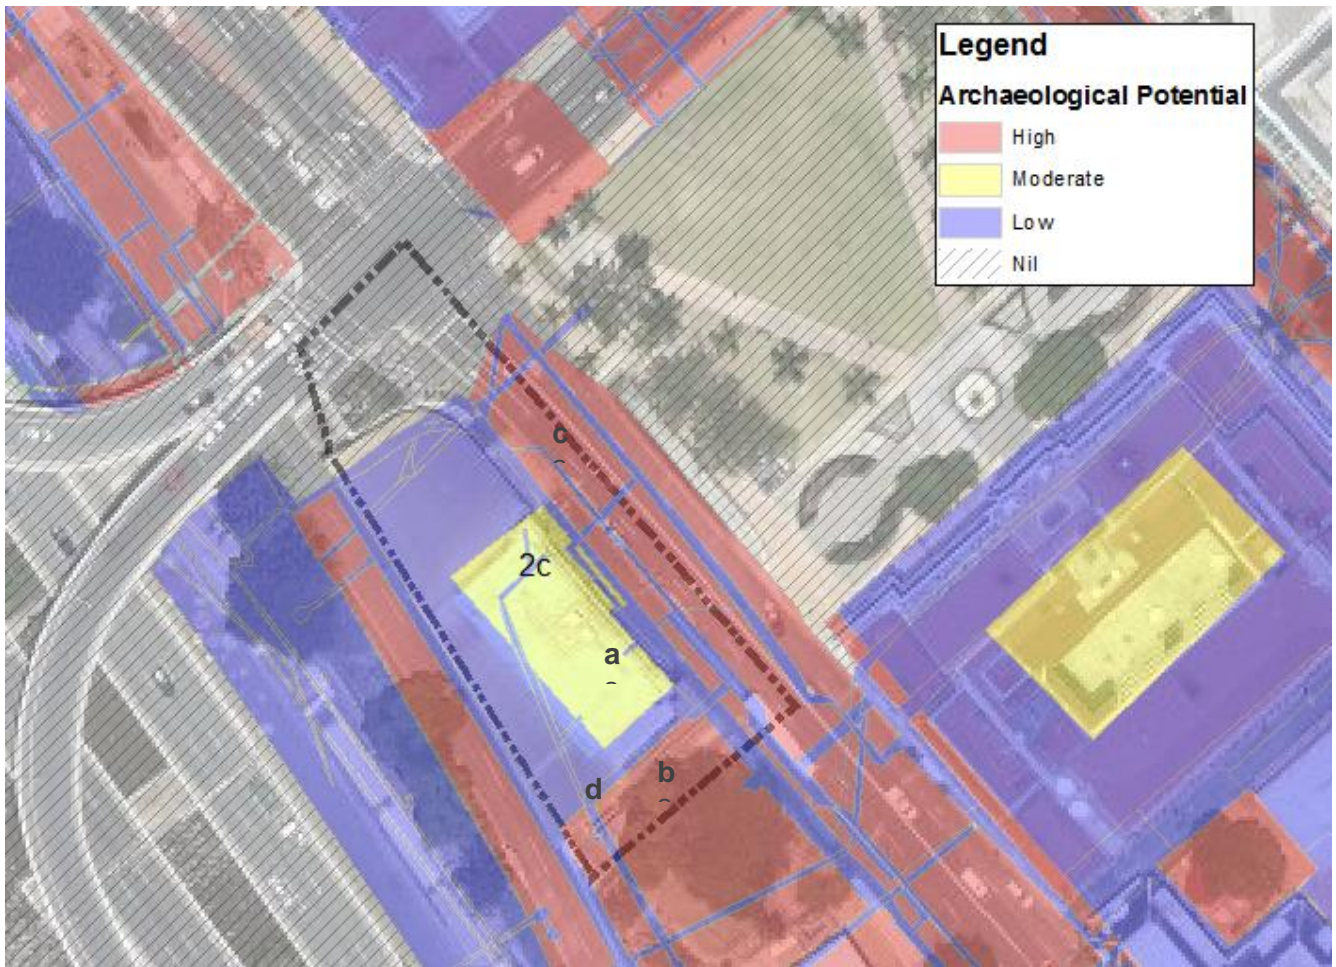 Legend
Archaeological Potential
High
Moderate
Low
Nil
c
2c
a
b
d